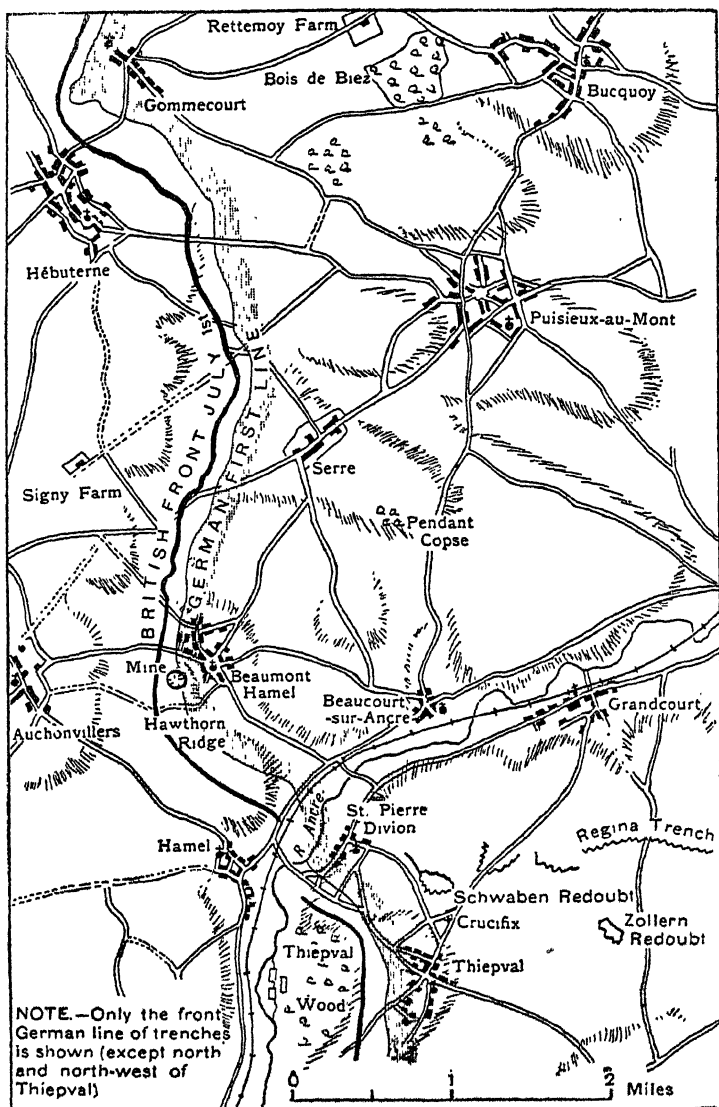 Rettemoy Farm
Bois de Biez
Bucquoy
Gommecourt
Hébuterne
Puisieux-au-Mont
BRITISH FRONT JULY 1st
GERMAN FIRST LINE
Serre
Signy Farm
Pendant
Copse
Mine
Beaumont
Hamel
Beaucourt
-sur-Ancre
Grandcourt
Auchonvillers
Hawthorn
Ridge
R. Ancre
St. Pierre
Divion
Hamel
Regina Trench
Schwaben Redoubt
Crucifix
Zollern
Redoubt
Thiepval
Wood
Thiepval
NOTE.—Only the front
German line of trenches
is shown (except north
and north-west of
Thiepval)
0 1 2
Miles